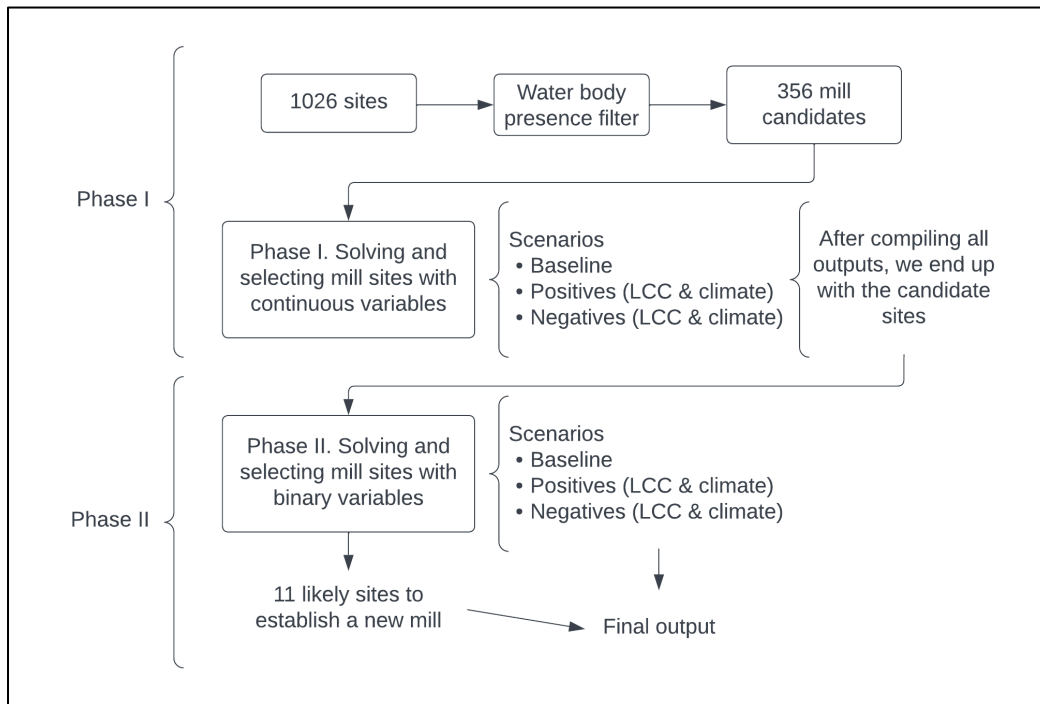 1026 sites
Water body
presence filter
356 mill
candidates
Phase I
Phase I. Solving and
selecting mill sites with
continuous variables
Scenarios
• Baseline
• Positives (LCC & climate)
• Negatives (LCC & climate)
After compiling all
outputs, we end up
with the candidate
sites
Phase II
Phase II. Solving and
selecting mill sites with
binary variables
Scenarios
• Baseline
• Positives (LCC & climate)
• Negatives (LCC & climate)
11 likely sites to
establish a new mill
Final output